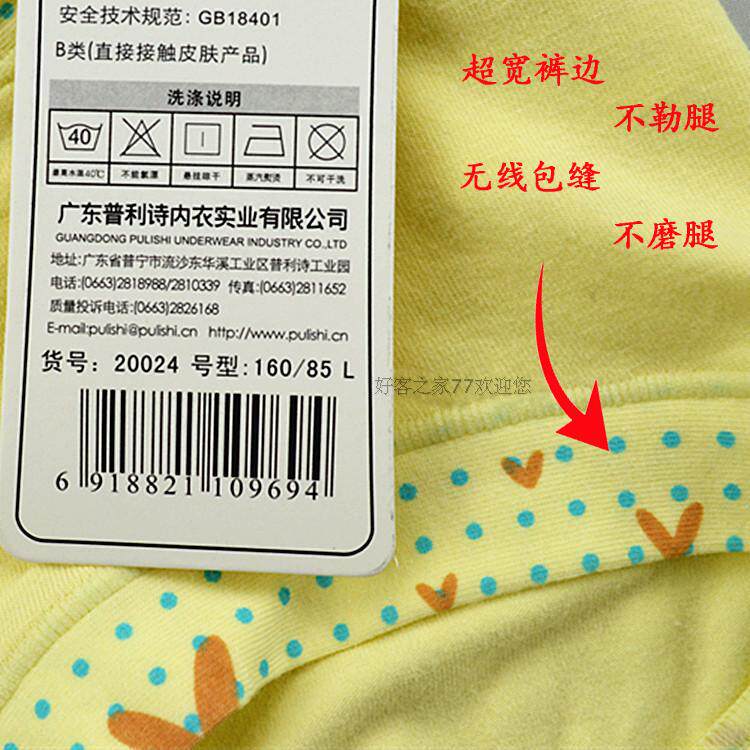 安全技术规范: GB18401
B类(直接接触皮肤产品)
洗涤说明
40
最高水温40℃ 不能氯漂 悬挂晾干 蒸汽熨烫 不可干洗
广东普利诗内衣实业有限公司
GUANGDONG PULISHI UNDERWEAR INDUSTRY CO.,LTD
地址:广东省普宁市流沙东华溪工业区普利诗工业园
电话:(0663)2818988/2810339 传真:(0663)2811652
质量投诉电话:(0663)2826168
E-mail:pulishi@pulishi.cn http://www.pulishi.cn
货号: 20024 号型:160/85 L
6 918821 109694
超宽裤边
不勒腿
无线包缝
不磨腿
好客之家77欢迎您